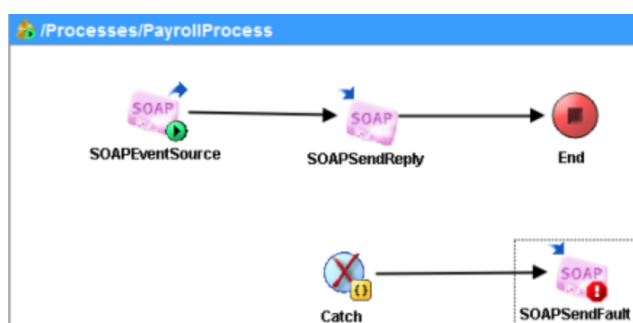 /Processes/PayrollProcess
SOAP
SOAP
SOAPEventSource
SOAPSendReply
End
{}
SOAP
Catch
SOAPSendFault